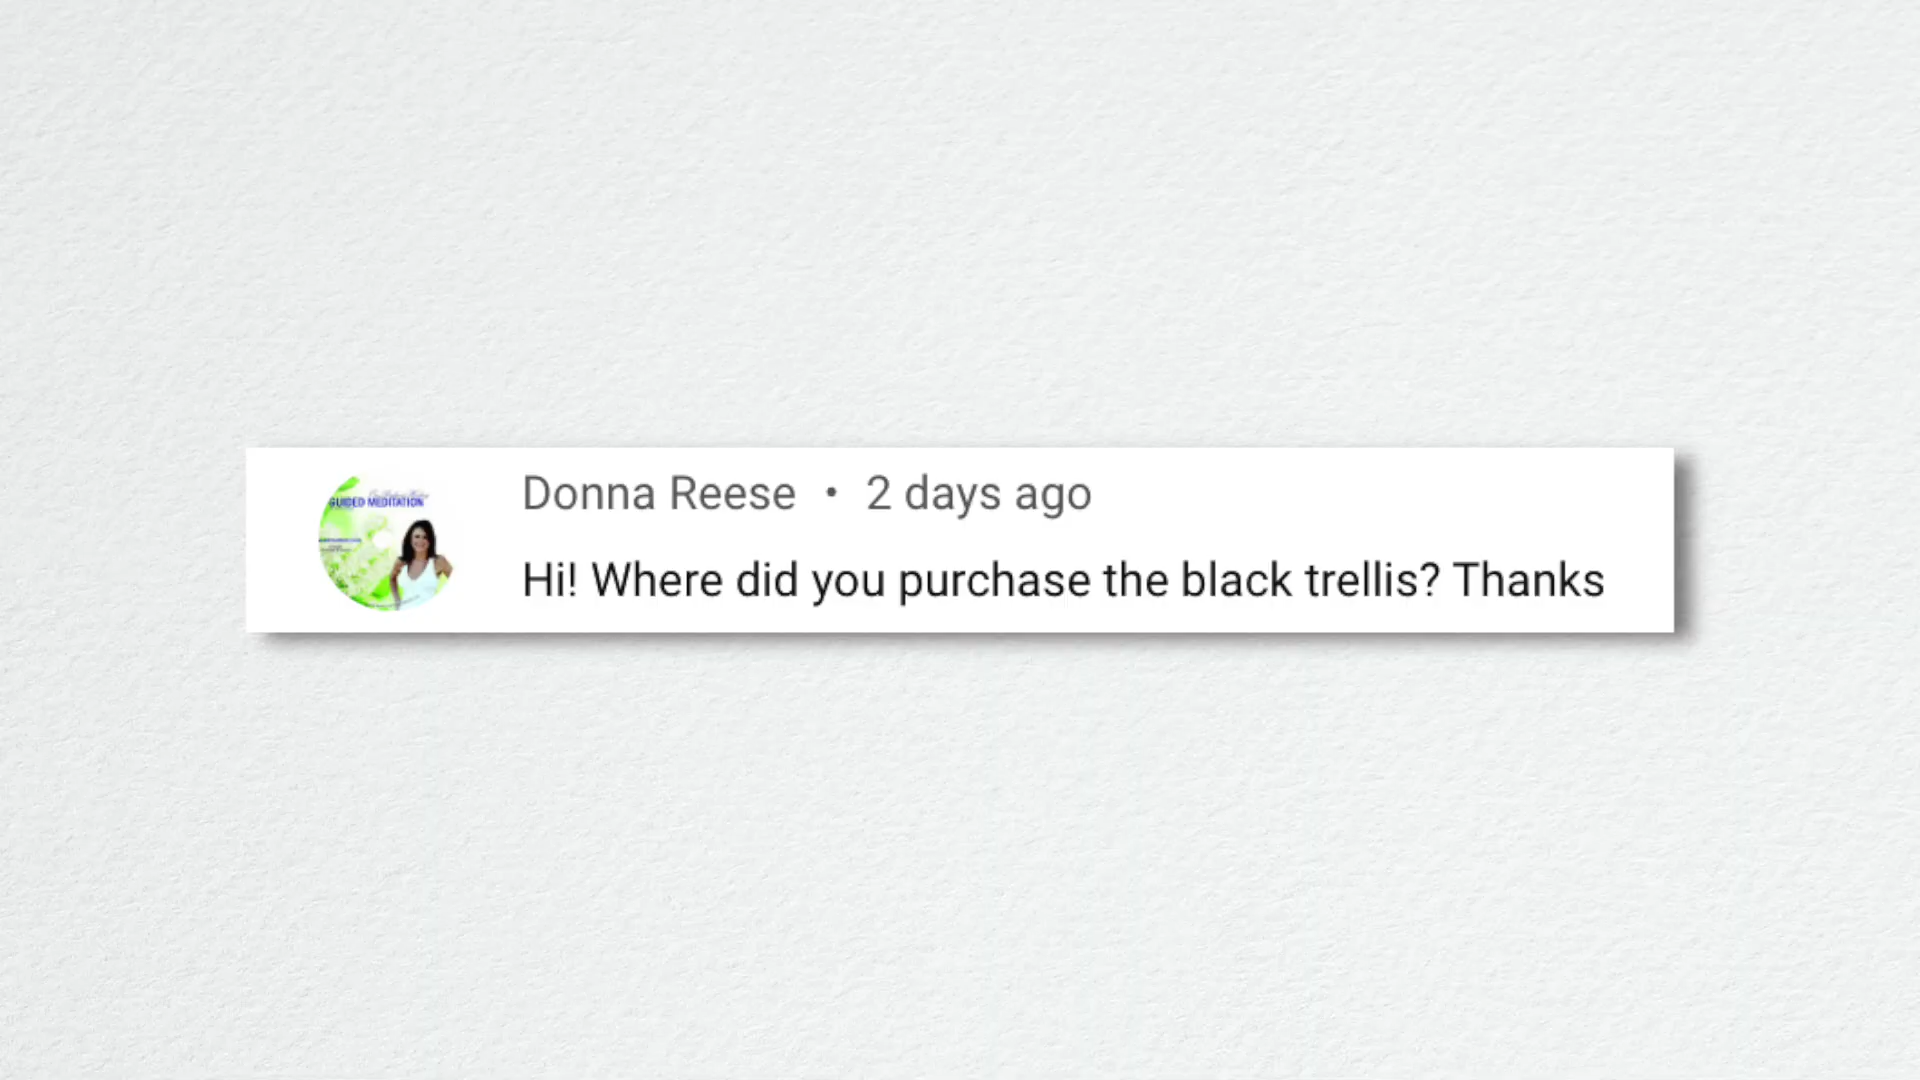 GUIDED MEDITATION
Donna Reese • 2 days ago
Hi! Where did you purchase the black trellis? Thanks